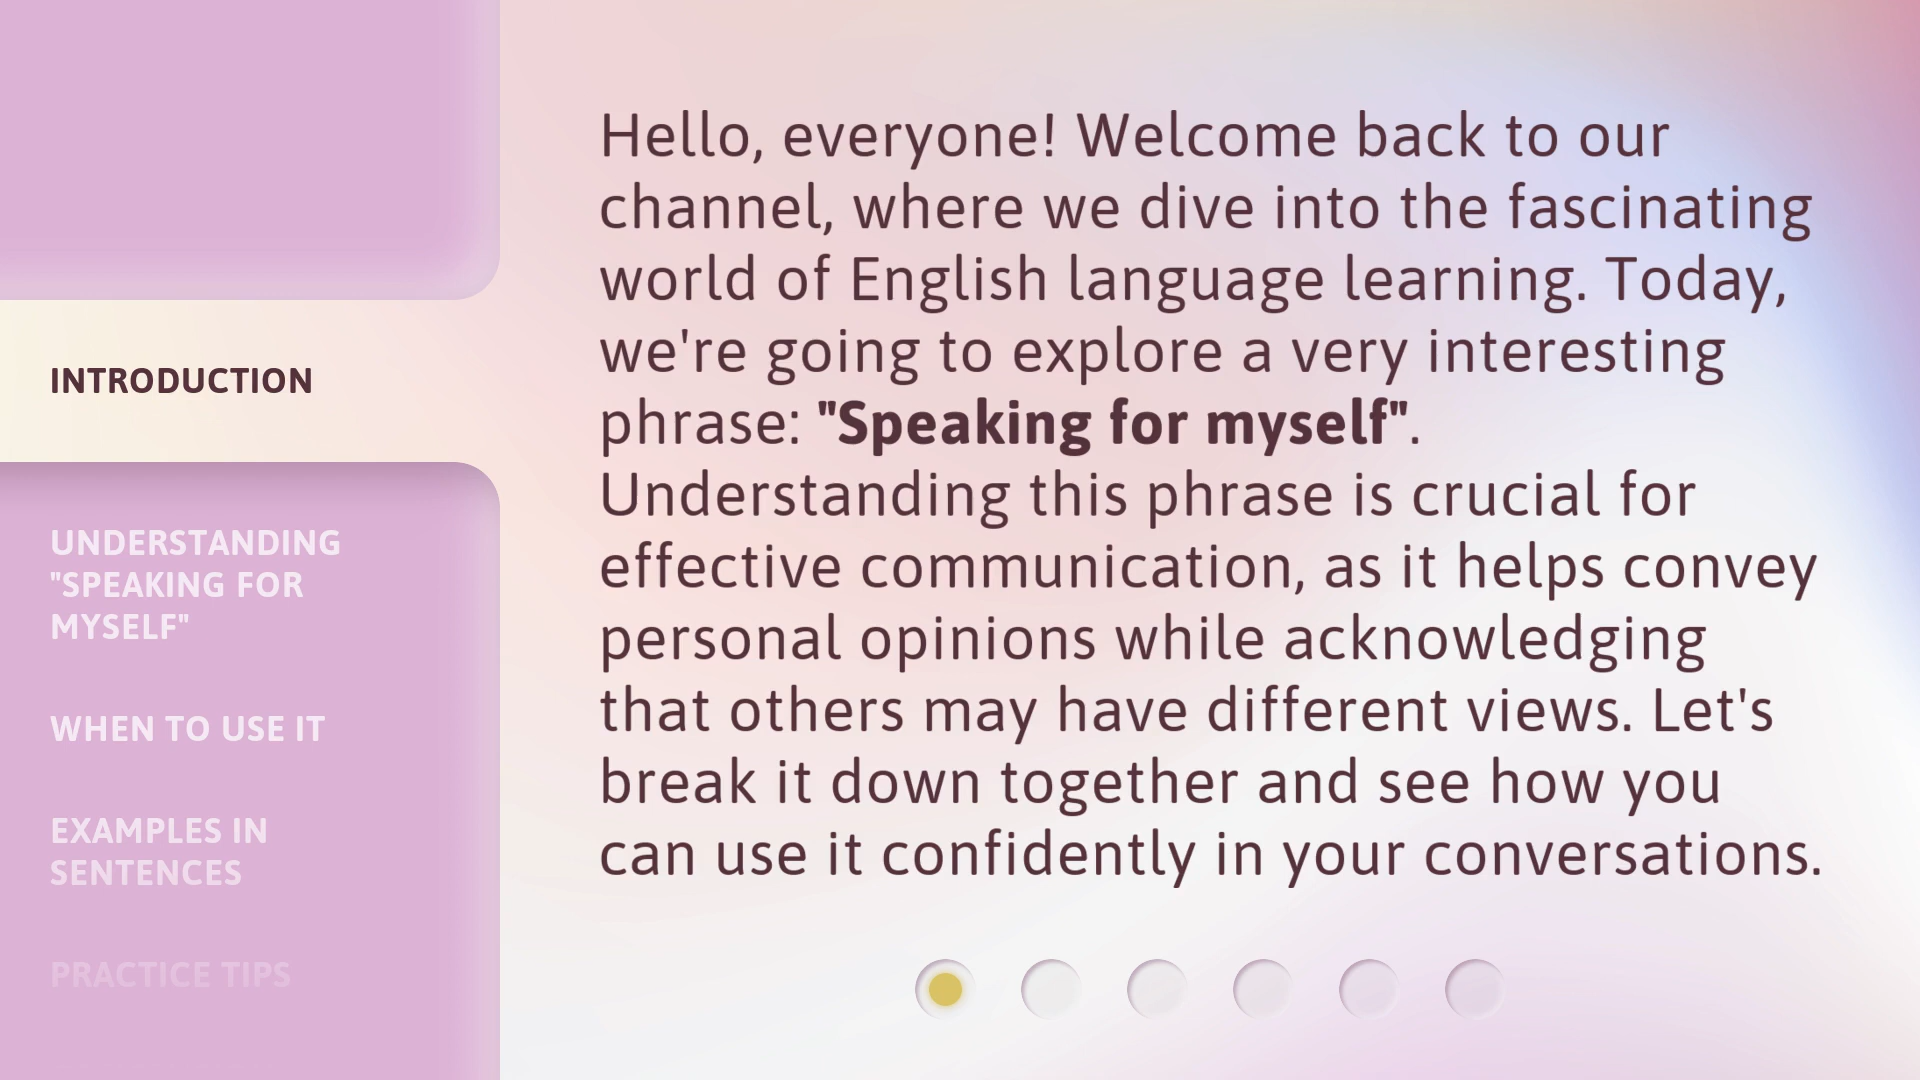 INTRODUCTION
UNDERSTANDING
"SPEAKING FOR
MYSELF"
WHEN TO USE IT
EXAMPLES IN
SENTENCES
PRACTICE TIPS
Hello, everyone! Welcome back to our
channel, where we dive into the fascinating
world of English language learning. Today,
we're going to explore a very interesting
phrase: "Speaking for myself".
Understanding this phrase is crucial for
effective communication, as it helps convey
personal opinions while acknowledging
that others may have different views. Let's
break it down together and see how you
can use it confidently in your conversations.